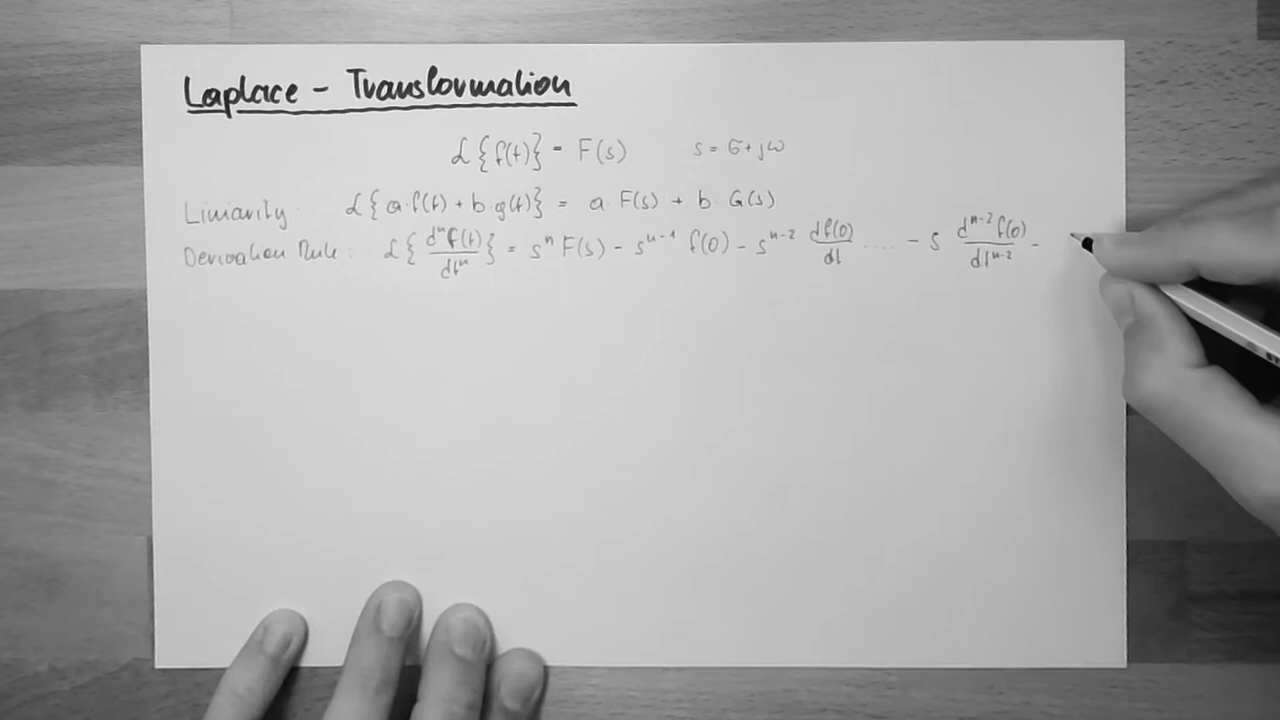 Laplace - Transformation
ℒ{f(t)} = F(s) s = σ + jω
Liniarity: ℒ{a·f(t) + b·g(t)} = a·F(s) + b·G(s)
Derivation Rule: ℒ{dⁿf(t)/dtⁿ} = sⁿ F(s) - sⁿ⁻¹ f(0) - sⁿ⁻² df(0)/dt .... - s dⁿ⁻²f(0)/dtⁿ⁻² -